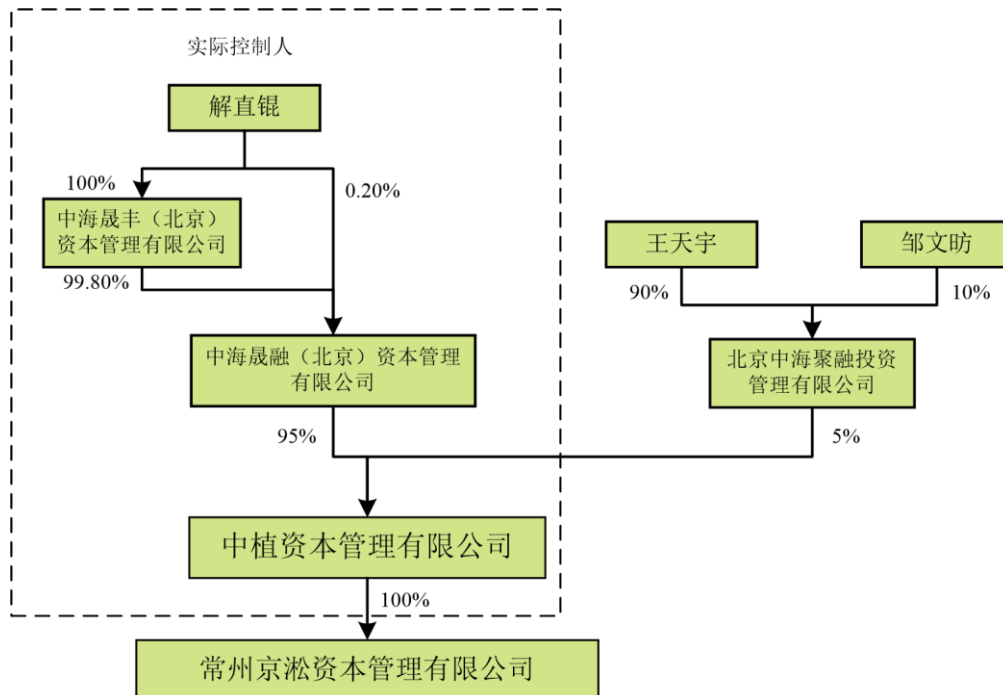 实际控制人
解直锟
100%
0.20%
中海晟丰（北京）
资本管理有限公司
王天宇
邹文昉
99.80%
90%
10%
中海晟融（北京）资本管理
有限公司
北京中海聚融投资
管理有限公司
95%
5%
中植资本管理有限公司
100%
常州京淞资本管理有限公司